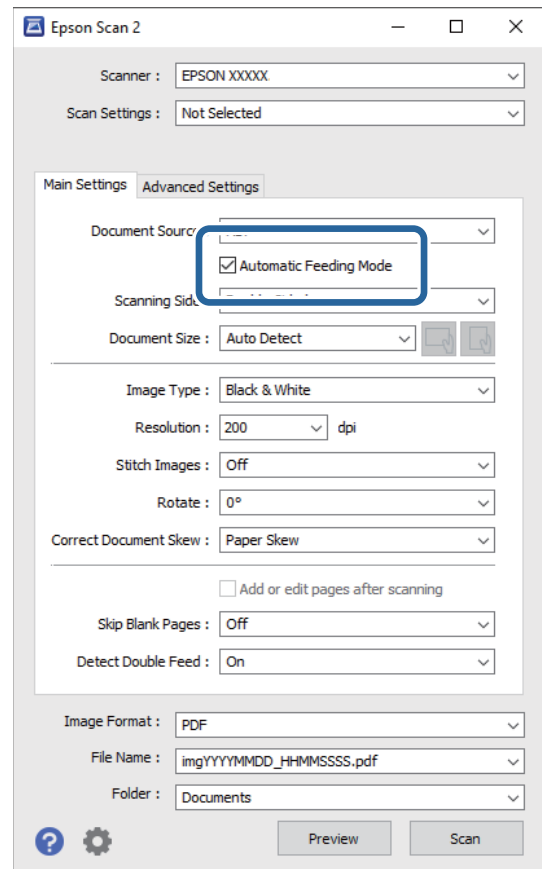 Epson Scan 2
Scanner : EPSON XXXXX
Scan Settings : Not Selected
Main Settings Advanced Settings
Document
Automatic Feeding Mode
Scanning
Document Size : Auto Detect
Image Type : Black & White
Resolution : 200 dpi
Stitch Images : Off
Rotate : 0°
Correct Document Skew : Paper Skew
Add or edit pages after scanning
Skip Blank Pages : Off
Detect Double Feed : On
Image Format : PDF
File Name : imgYYYYMMDD_HHMMSSSS.pdf
Folder : Documents
? Preview Scan